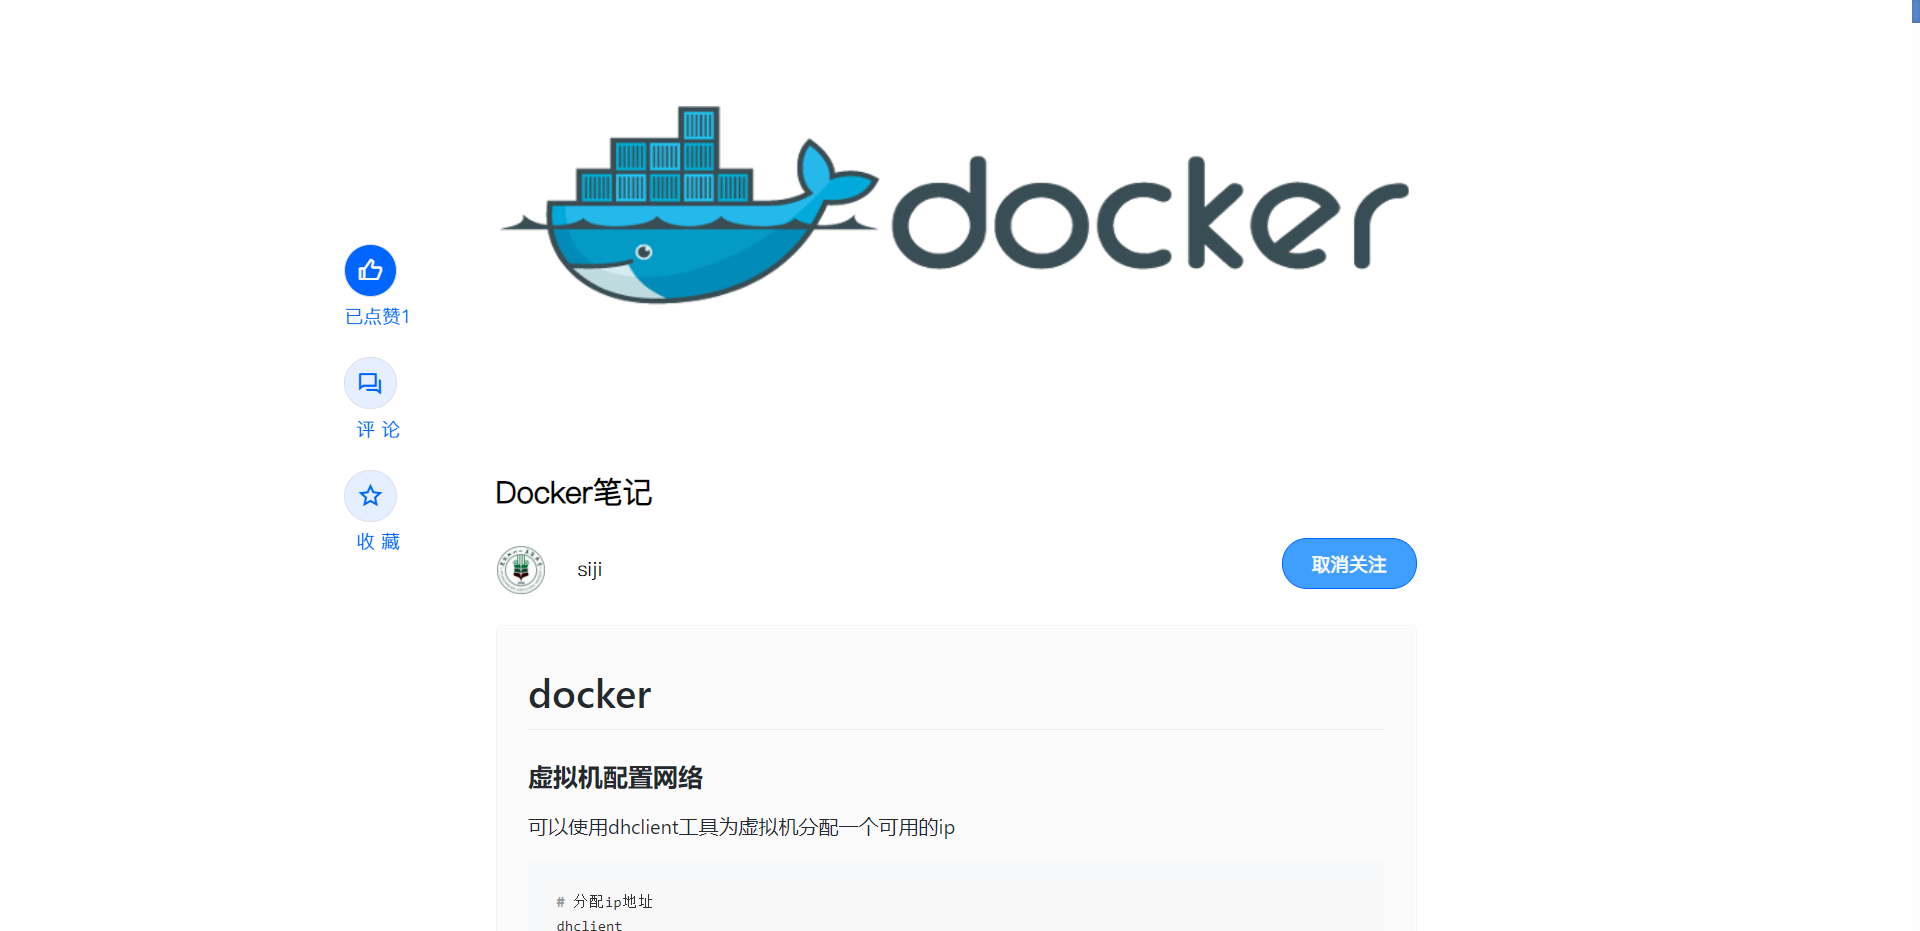 docker
已点赞1
评 论
收 藏
Docker笔记
siji
取消关注
docker
虚拟机配置网络
可以使用dhclient工具为虚拟机分配一个可用的ip
# 分配ip地址
dhclient